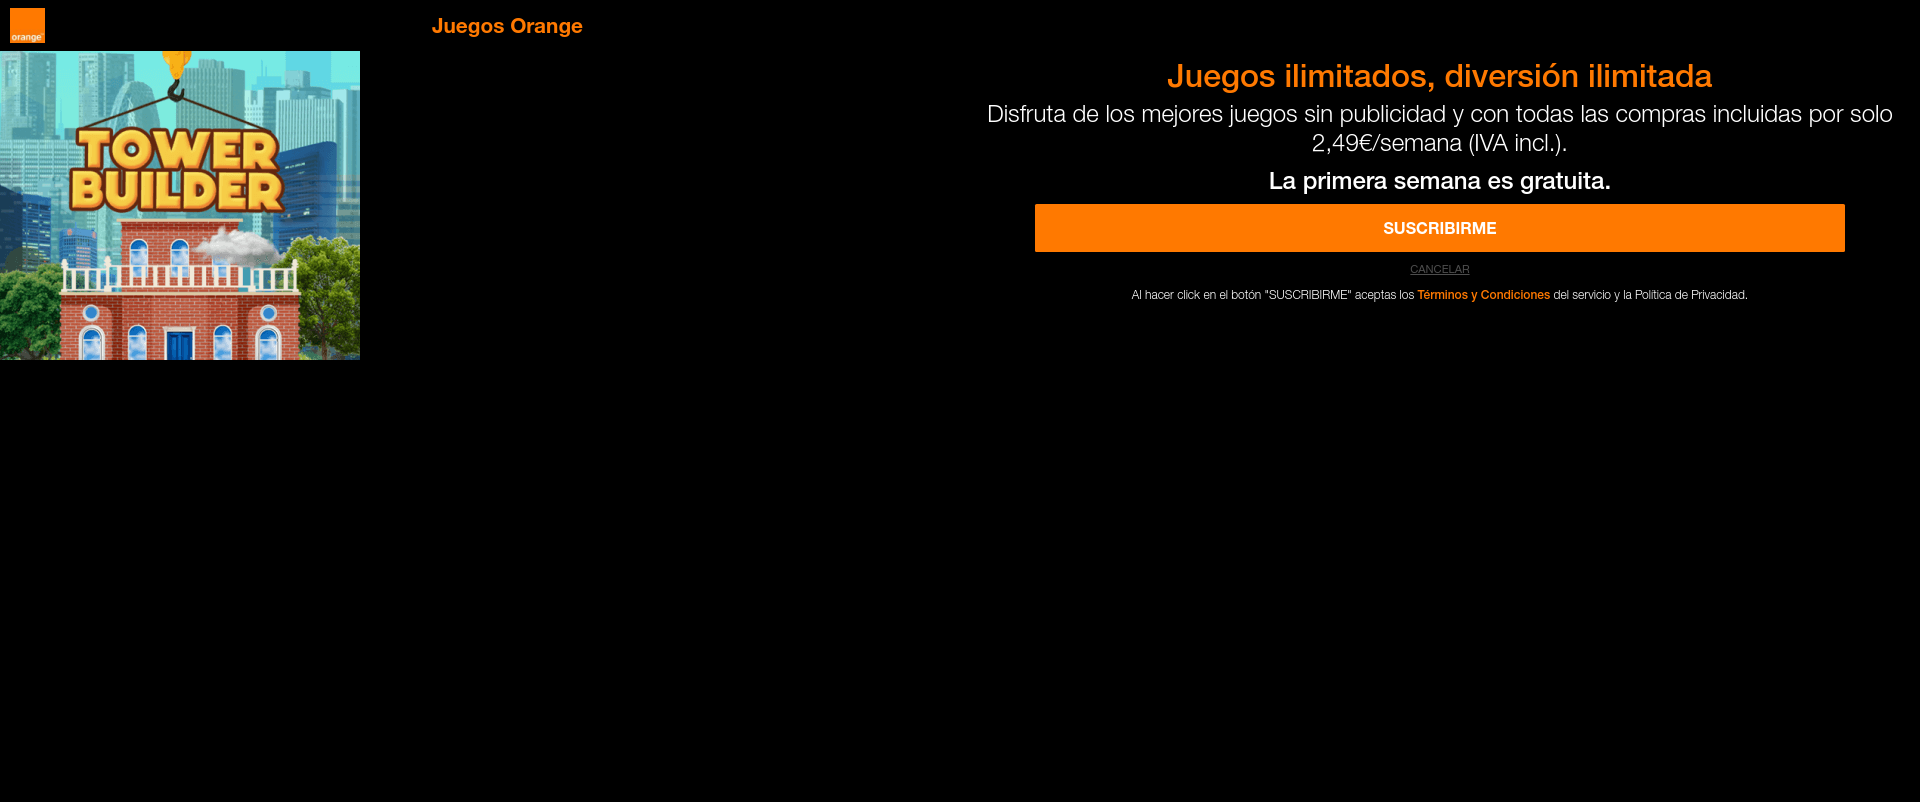 orange
Juegos Orange
TOWER
BUILDER
Juegos ilimitados, diversión ilimitada
Disfruta de los mejores juegos sin publicidad y con todas las compras incluidas por solo
2,49€/semana (IVA incl.).
La primera semana es gratuita.
SUSCRIBIRME
CANCELAR
Al hacer click en el botón "SUSCRIBIRME" aceptas los Términos y Condiciones del servicio y la Política de Privacidad.